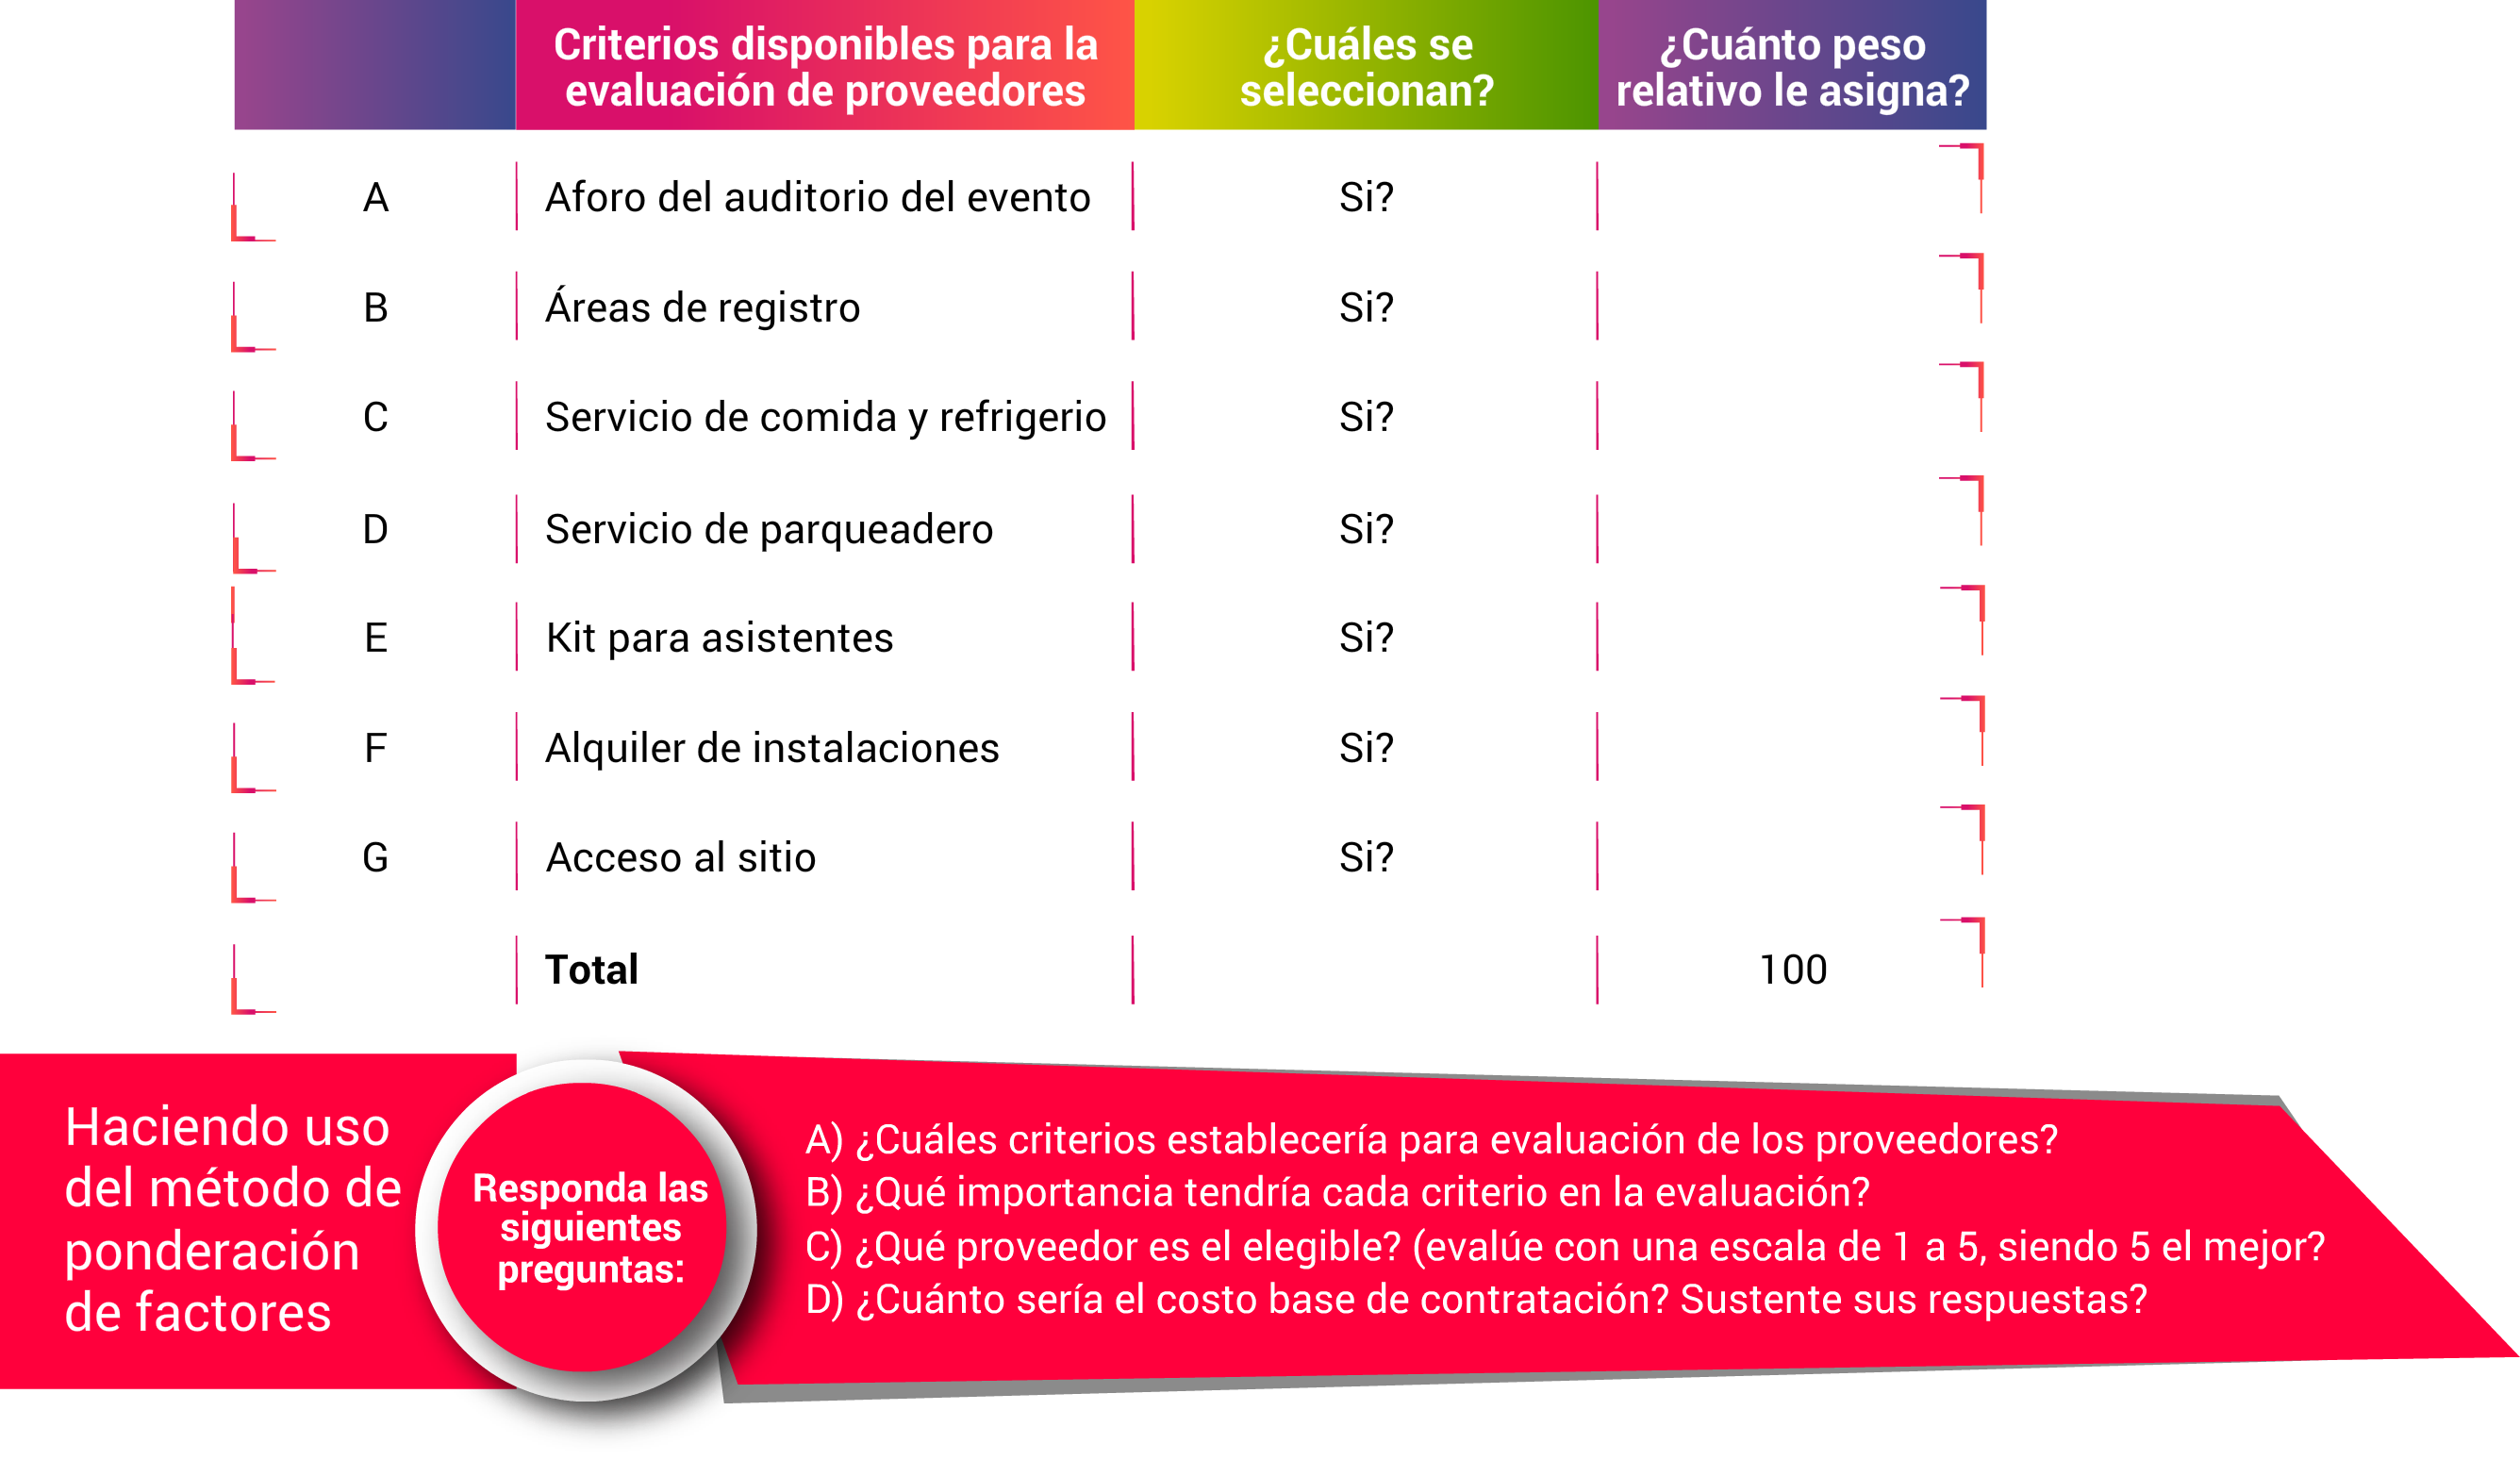 Criterios disponibles para la
evaluación de proveedores
¿Cuáles se
seleccionan?
¿Cuánto peso
relativo le asigna?
A Aforo del auditorio del evento Si?
B Áreas de registro Si?
C Servicio de comida y refrigerio Si?
D Servicio de parqueadero Si?
E Kit para asistentes Si?
F Alquiler de instalaciones Si?
G Acceso al sitio Si?
Total 100
Haciendo uso
del método de
ponderación
de factores
Responda las
siguientes
preguntas:
A) ¿Cuáles criterios establecería para evaluación de los proveedores?
B) ¿Qué importancia tendría cada criterio en la evaluación?
C) ¿Qué proveedor es el elegible? (evalúe con una escala de 1 a 5, siendo 5 el mejor?
D) ¿Cuánto sería el costo base de contratación? Sustente sus respuestas?